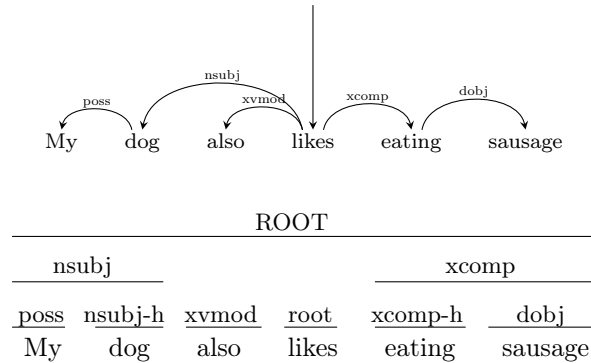 nsubj
poss xvmod xcomp dobj
My dog also likes eating sausage
ROOT
nsubj xcomp
poss nsubj-h xvmod root xcomp-h dobj
My dog also likes eating sausage